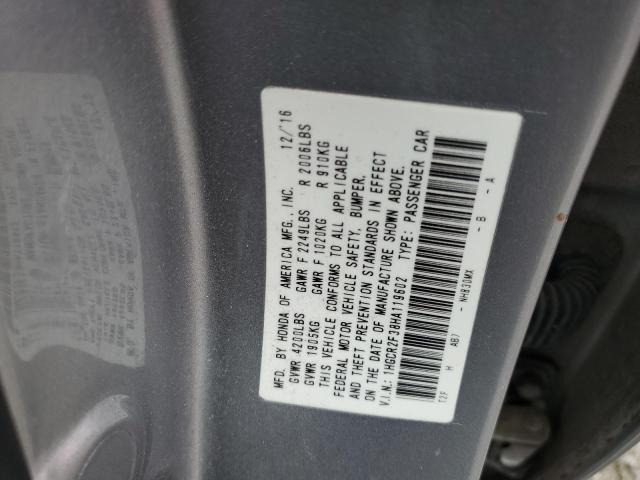 MFD. BY HONDA OF AMERICA MFG., INC. 12/'16
GVWR 4200LBS GAWR F 2249LBS R 2006LBS
GVWR 1905KG GAWR F 1020KG R 910KG
THIS VEHICLE CONFORMS TO ALL APPLICABLE
FEDERAL MOTOR VEHICLE SAFETY, BUMPER,
AND THEFT PREVENTION STANDARDS IN EFFECT
ON THE DATE OF MANUFACTURE SHOWN ABOVE.
V.I.N.: 1HGCR2F38HA119602 TYPE: PASSENGER CAR
T2F H AB7 - NH830MX - B - A